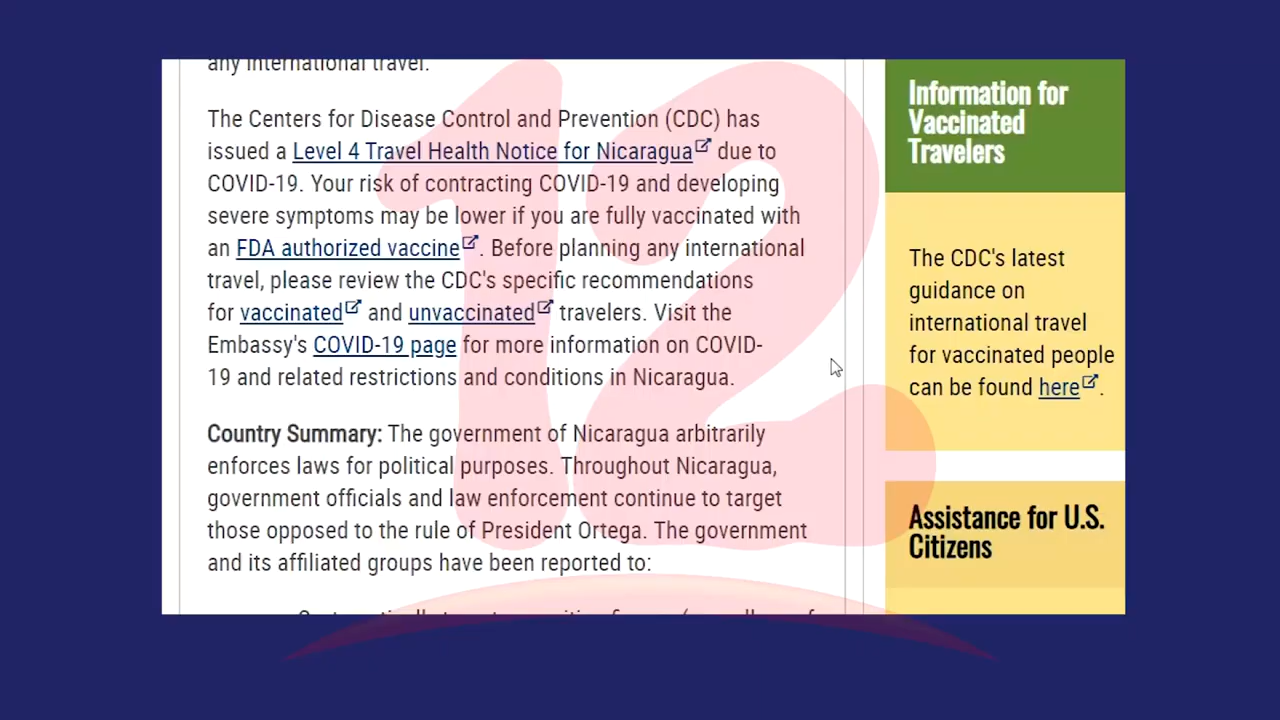 any international travel.
The Centers for Disease Control and Prevention (CDC) has
issued a Level 4 Travel Health Notice for Nicaragua due to
COVID-19. Your risk of contracting COVID-19 and developing
severe symptoms may be lower if you are fully vaccinated with
an FDA authorized vaccine. Before planning any international
travel, please review the CDC's specific recommendations
for vaccinated and unvaccinated travelers. Visit the
Embassy's COVID-19 page for more information on COVID-
19 and related restrictions and conditions in Nicaragua.
Country Summary: The government of Nicaragua arbitrarily
enforces laws for political purposes. Throughout Nicaragua,
government officials and law enforcement continue to target
those opposed to the rule of President Ortega. The government
and its affiliated groups have been reported to:
Information for
Vaccinated
Travelers
The CDC's latest
guidance on
international travel
for vaccinated people
can be found here.
Assistance for U.S.
Citizens
12